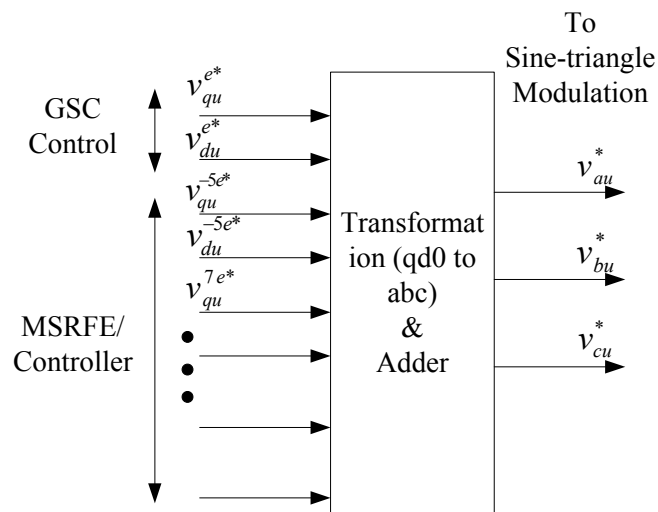 To
Sine-triangle
Modulation
GSC
Control
v_{qu}^{e*}
v_{du}^{e*}
v_{qu}^{-5e*}
v_{du}^{-5e*}
v_{qu}^{7e*}
MSRFE/
Controller
Transformat
ion (qd0 to
abc)
&
Adder
v_{au}^{*}
v_{bu}^{*}
v_{cu}^{*}